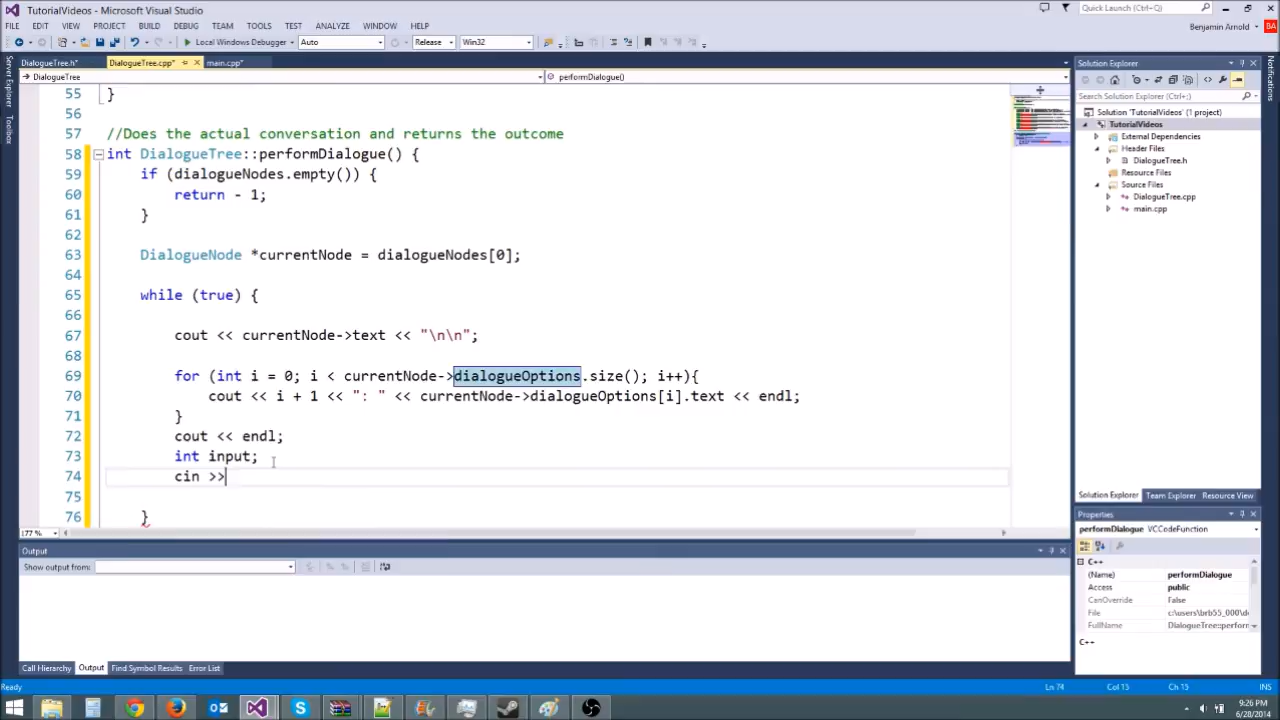 TutorialVideos - Microsoft Visual Studio
Quick Launch (Ctrl+Q)
FILE EDIT VIEW PROJECT BUILD DEBUG TEAM TOOLS TEST ANALYZE WINDOW HELP
Benjamin Arnold BA
Local Windows Debugger Auto Release Win32
Server Explorer
Toolbox
DialogueTree.h* DialogueTree.cpp* main.cpp*
DialogueTree performDialogue()
55 }
56
57 //Does the actual conversation and returns the outcome
58 int DialogueTree::performDialogue() {
59 if (dialogueNodes.empty()) {
60 return - 1;
61 }
62
63 DialogueNode *currentNode = dialogueNodes[0];
64
65 while (true) {
66
67 cout << currentNode->text << "\n\n";
68
69 for (int i = 0; i < currentNode->dialogueOptions.size(); i++){
70 cout << i + 1 << ": " << currentNode->dialogueOptions[i].text << endl;
71 }
72 cout << endl;
73 int input;
74 cin >>
75
76 }
177 %
Output
Show output from:
Call Hierarchy Output Find Symbol Results Error List
Solution Explorer
Search Solution Explorer (Ctrl+;)
Solution 'TutorialVideos' (1 project)
TutorialVideos
External Dependencies
Header Files
DialogueTree.h
Resource Files
Source Files
DialogueTree.cpp
main.cpp
Notifications
Solution Explorer Team Explorer Resource View
Properties
performDialogue VCCodeFunction
C++
(Name) performDialogue
Access public
CanOverride False
File c:\users\brb55_000\d
FullName DialogueTree::perform
C++
Ready Ln 74 Col 13 Ch 15 INS
9:26 PM
6/28/2014